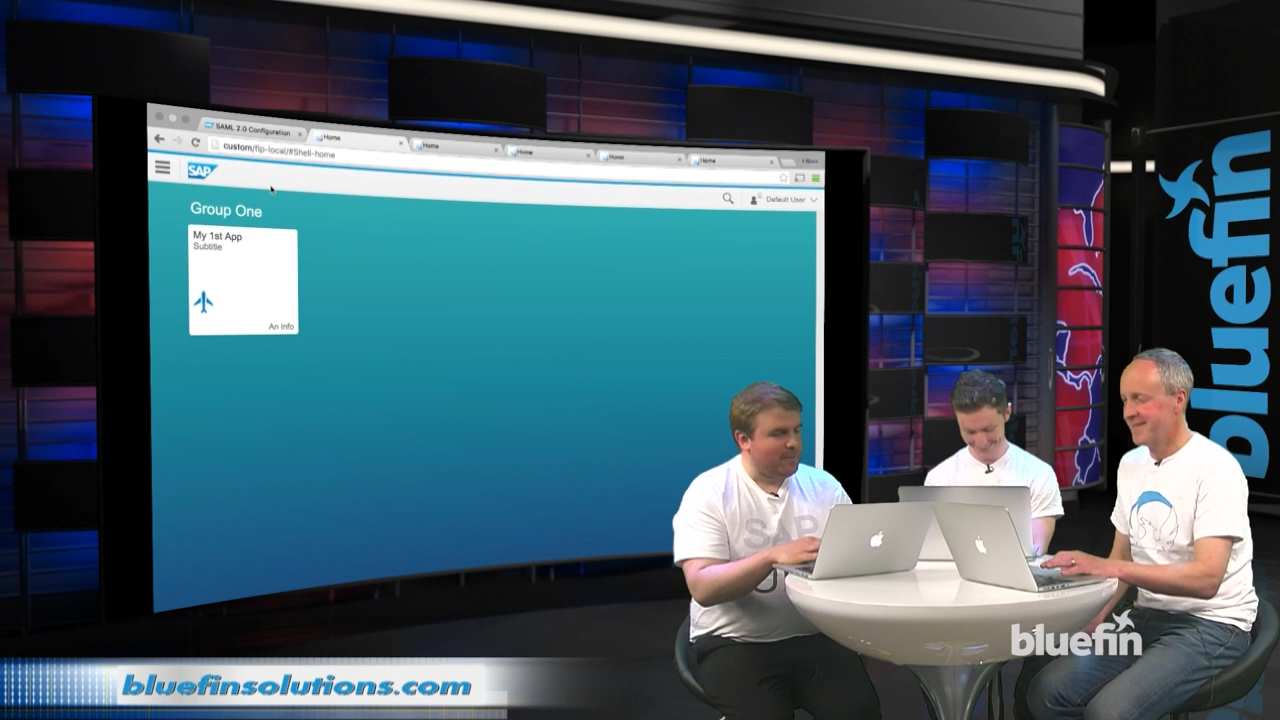 SAML 2.0 Configuration
Home
Home
Home
Home
Home
custom/flp-local/#Shell-home
SAP
Default User
Group One
My 1st App
Subtitle
An info
bluefin
SAP
bluefin
bluefinsolutions.com